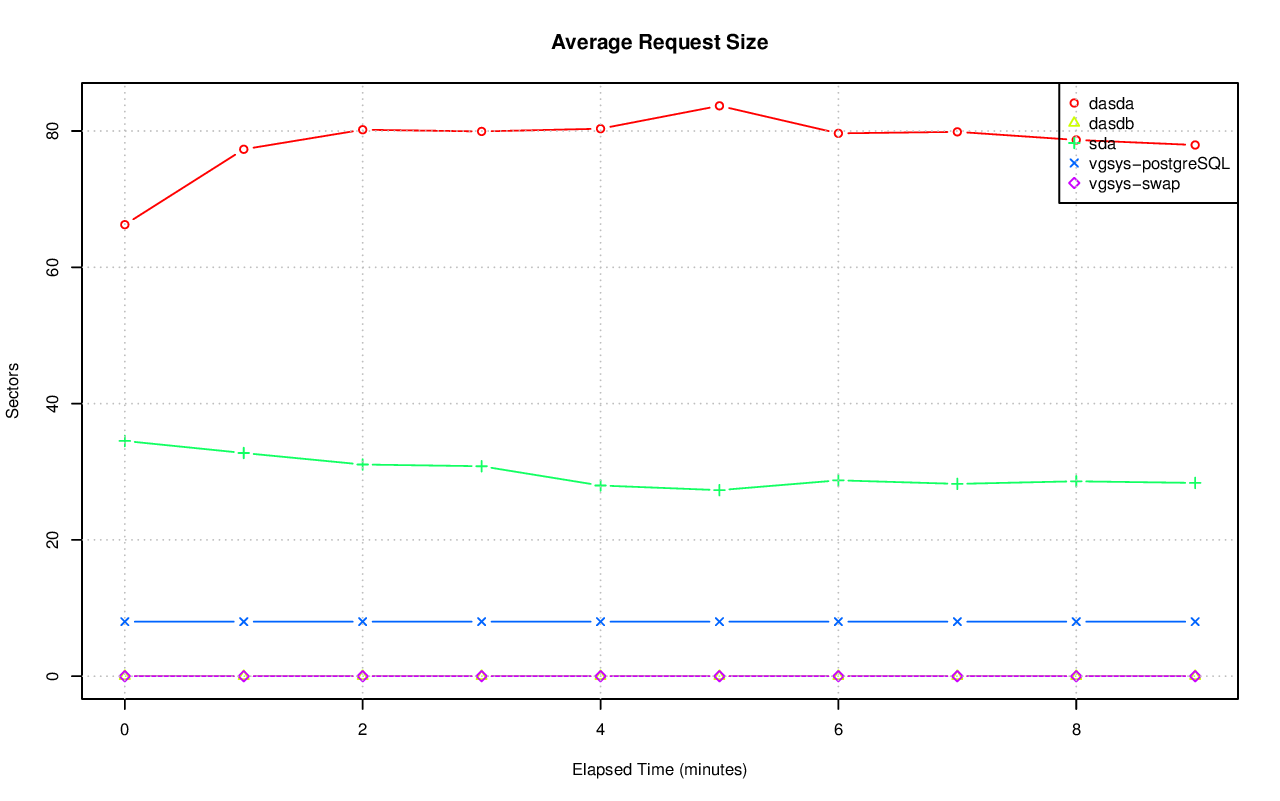 Average Request Size
dasda
dasdb
sda
vgsys−postgreSQL
vgsys−swap
80
60
40
20
0
Sectors
0 2 4 6 8
Elapsed Time (minutes)